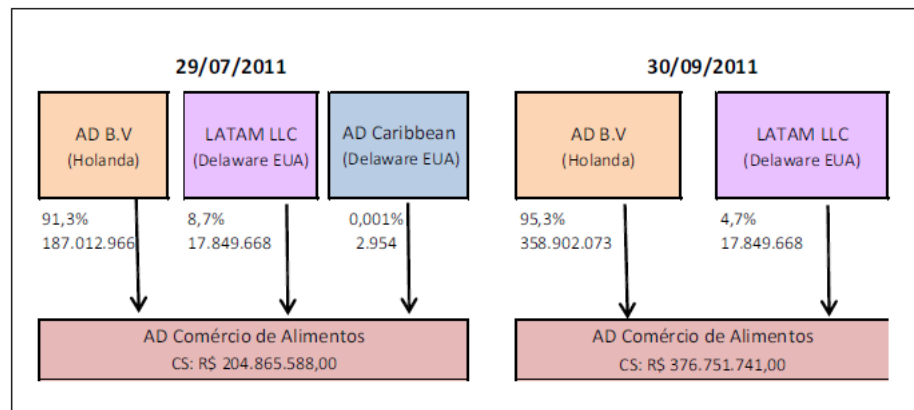 29/07/2011
AD B.V
(Holanda)
LATAM LLC
(Delaware EUA)
AD Caribbean
(Delaware EUA)
91,3%
187.012.966
8,7%
17.849.668
0,001%
2.954
AD Comércio de Alimentos
CS: R$ 204.865.588,00
30/09/2011
AD B.V
(Holanda)
LATAM LLC
(Delaware EUA)
95,3%
358.902.073
4,7%
17.849.668
AD Comércio de Alimentos
CS: R$ 376.751.741,00